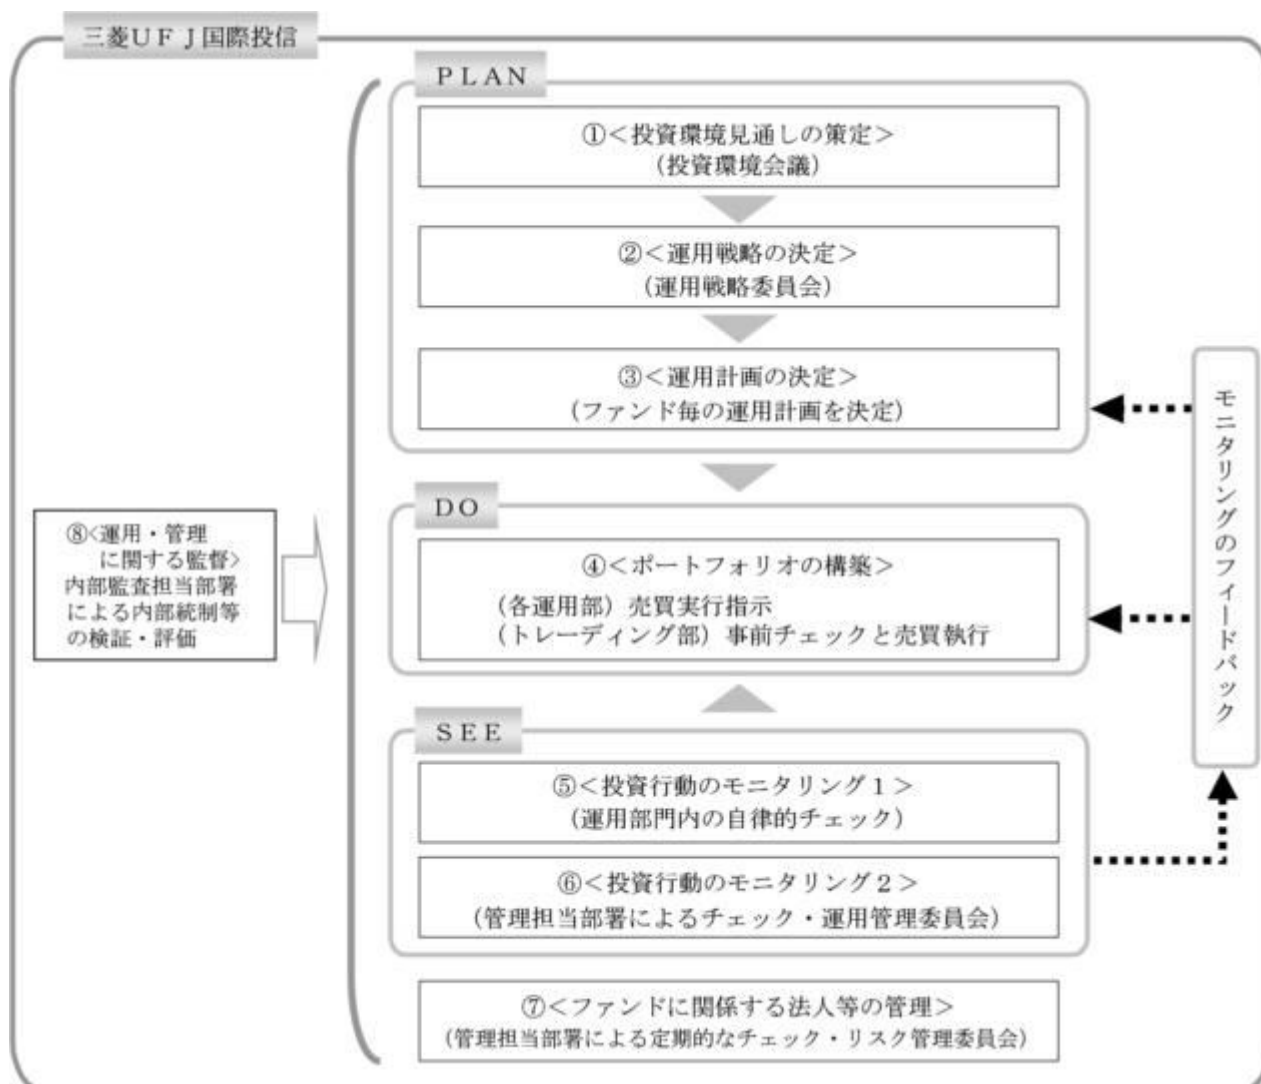 三菱ＵＦＪ国際投信
ＰＬＡＮ
①＜投資環境見通しの策定＞
（投資環境会議）
②＜運用戦略の決定＞
（運用戦略委員会）
③＜運用計画の決定＞
（ファンド毎の運用計画を決定）
ＤＯ
④＜ポートフォリオの構築＞
（各運用部）売買実行指示
（トレーディング部）事前チェックと売買執行
ＳＥＥ
⑤＜投資行動のモニタリング１＞
（運用部門内の自律的チェック）
⑥＜投資行動のモニタリング２＞
（管理担当部署によるチェック・運用管理委員会）
⑦＜ファンドに関係する法人等の管理＞
（管理担当部署による定期的なチェック・リスク管理委員会）
⑧<運用・管理
に関する監督>
内部監査担当部署
による内部統制等
の検証・評価
モニタリングのフィードバック